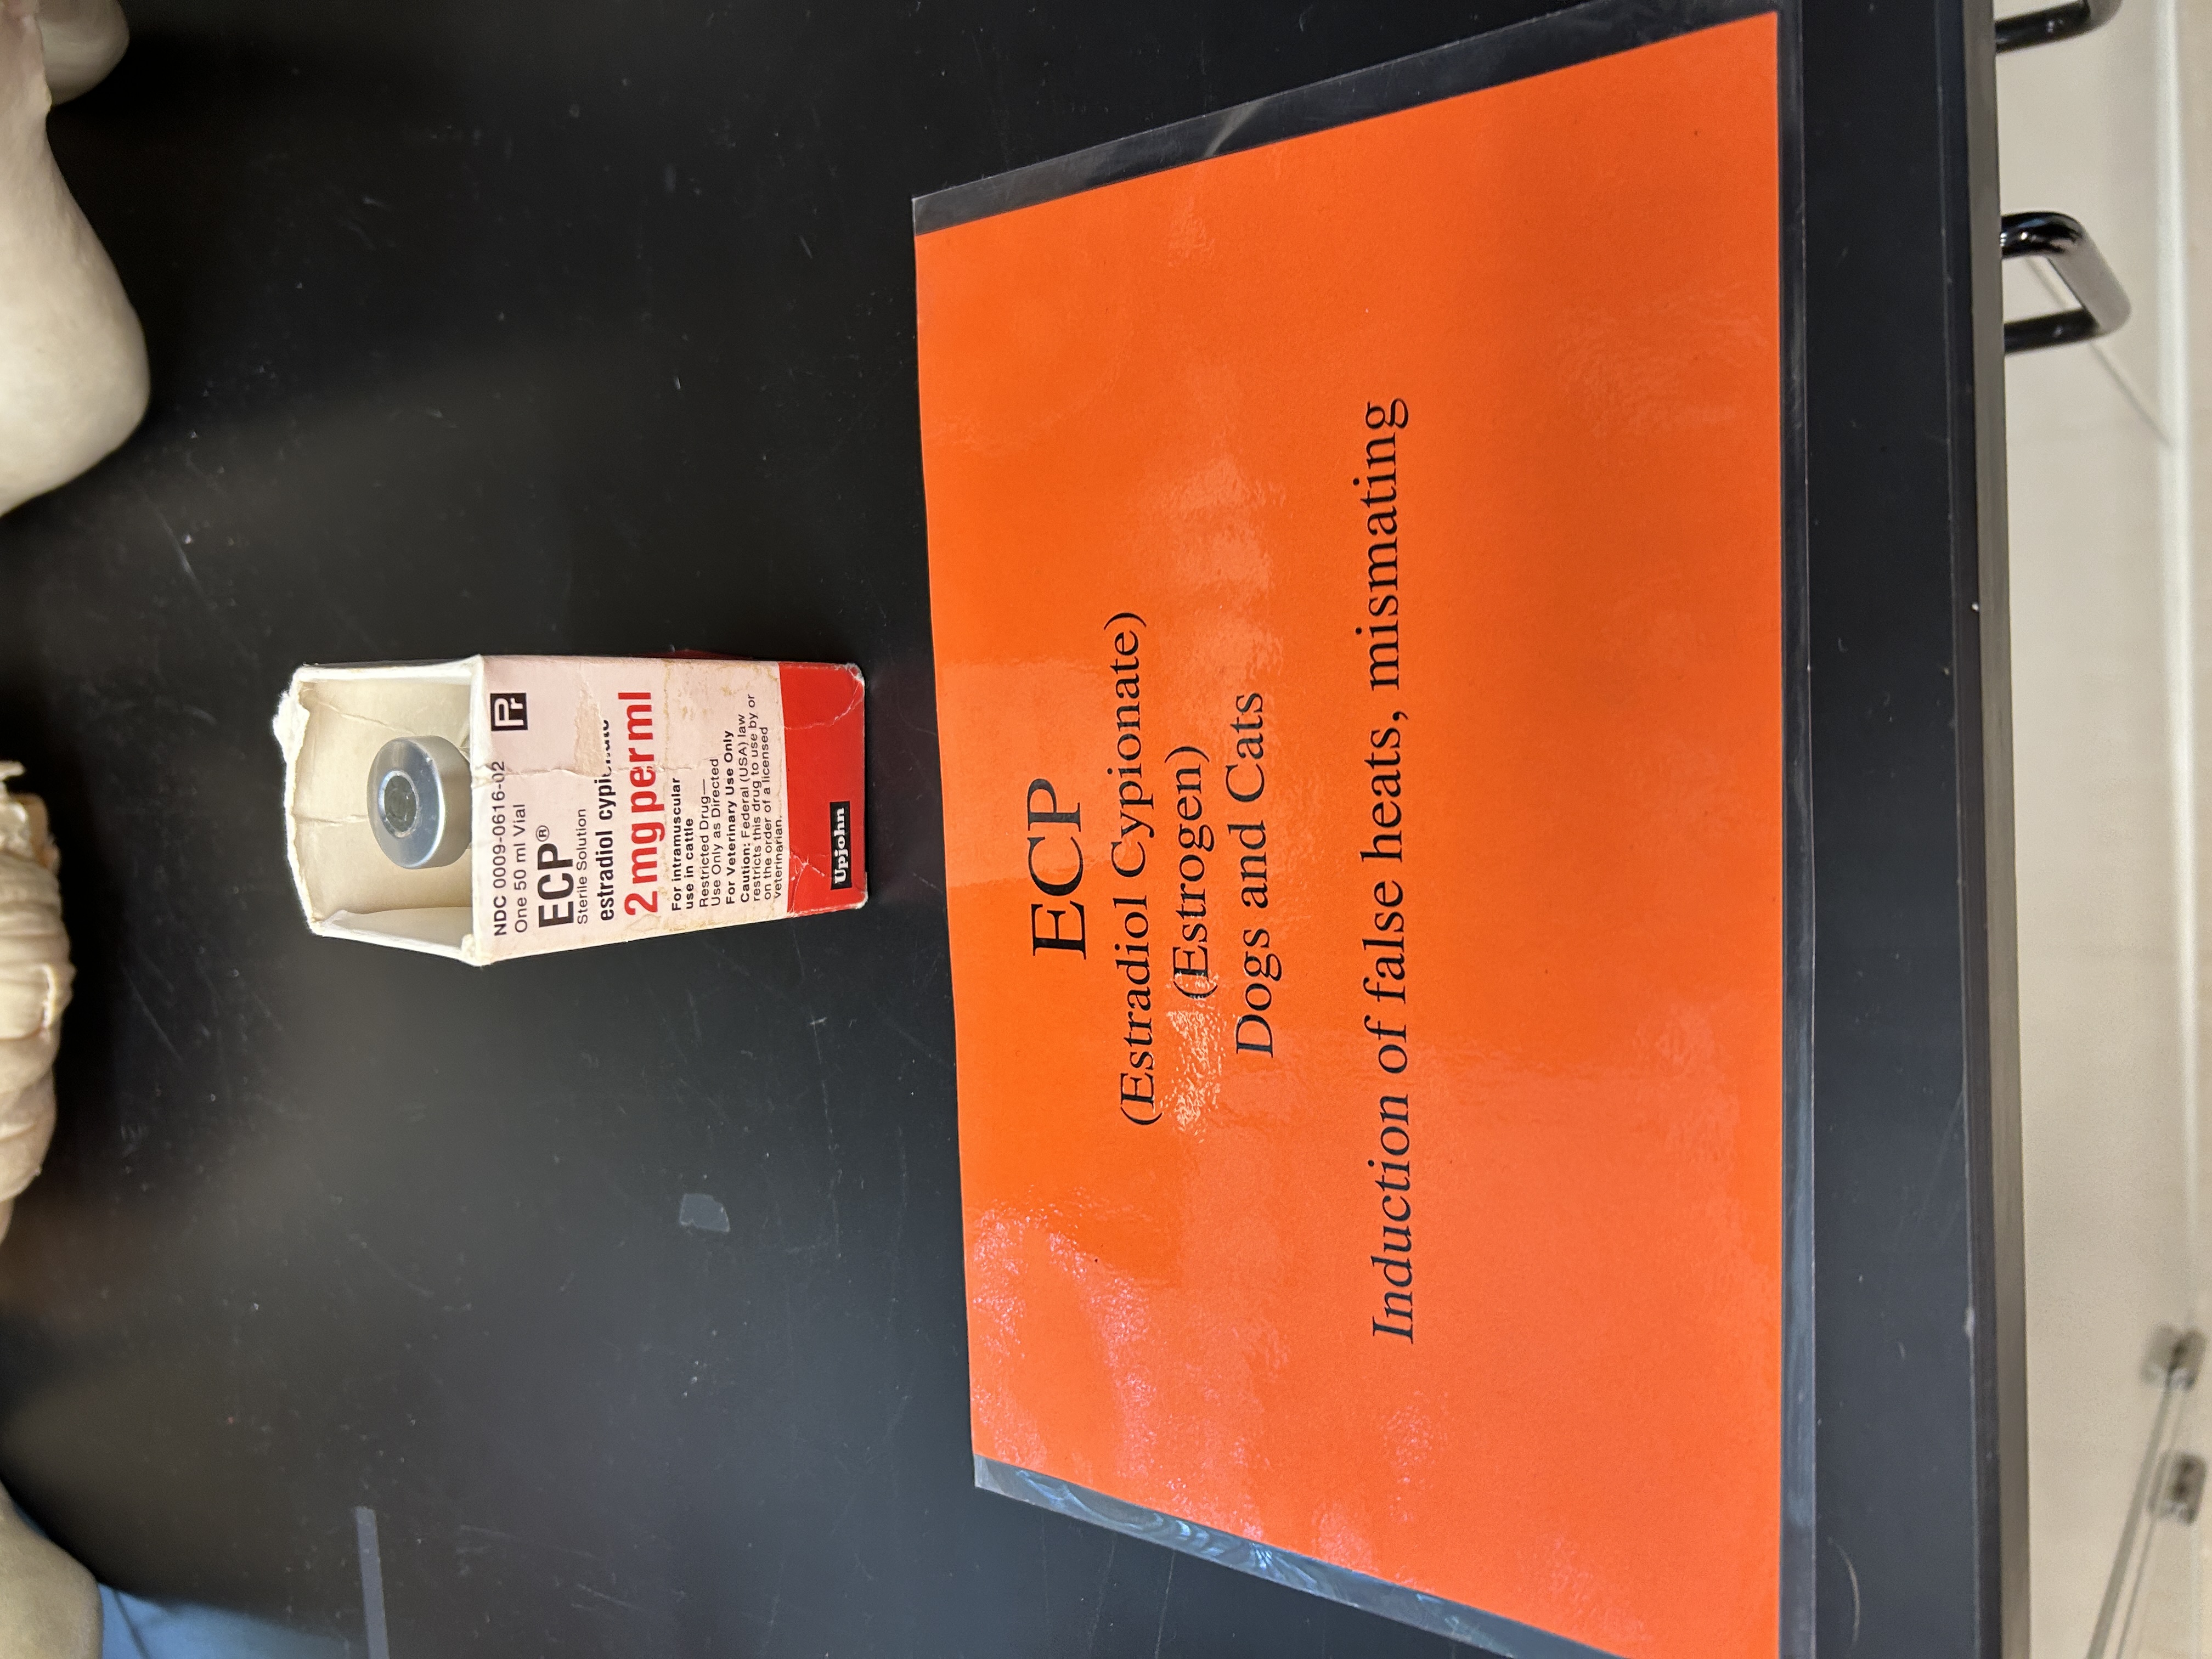 NDC 0009-0616-02
Pr
One 50 ml Vial
ECP®
Sterile Solution
estradiol
2 mg per ml
For intramuscular
use in cattle
Restricted Drug—
Use Only as Directed
For Veterinary Use Only
Caution: Federal (USA) law
restricts this drug to use by or
on the order of a licensed
veterinarian.
Upjohn
ECP
(Estradiol Cypionate)
(Estrogen)
Dogs and Cats
Induction of false heats, mismating